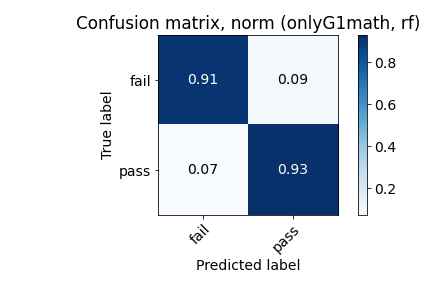 Confusion matrix, norm (onlyG1math, rf)
True label
fail
0.91
0.09
pass
0.07
0.93
fail
pass
Predicted label
0.8
0.6
0.4
0.2